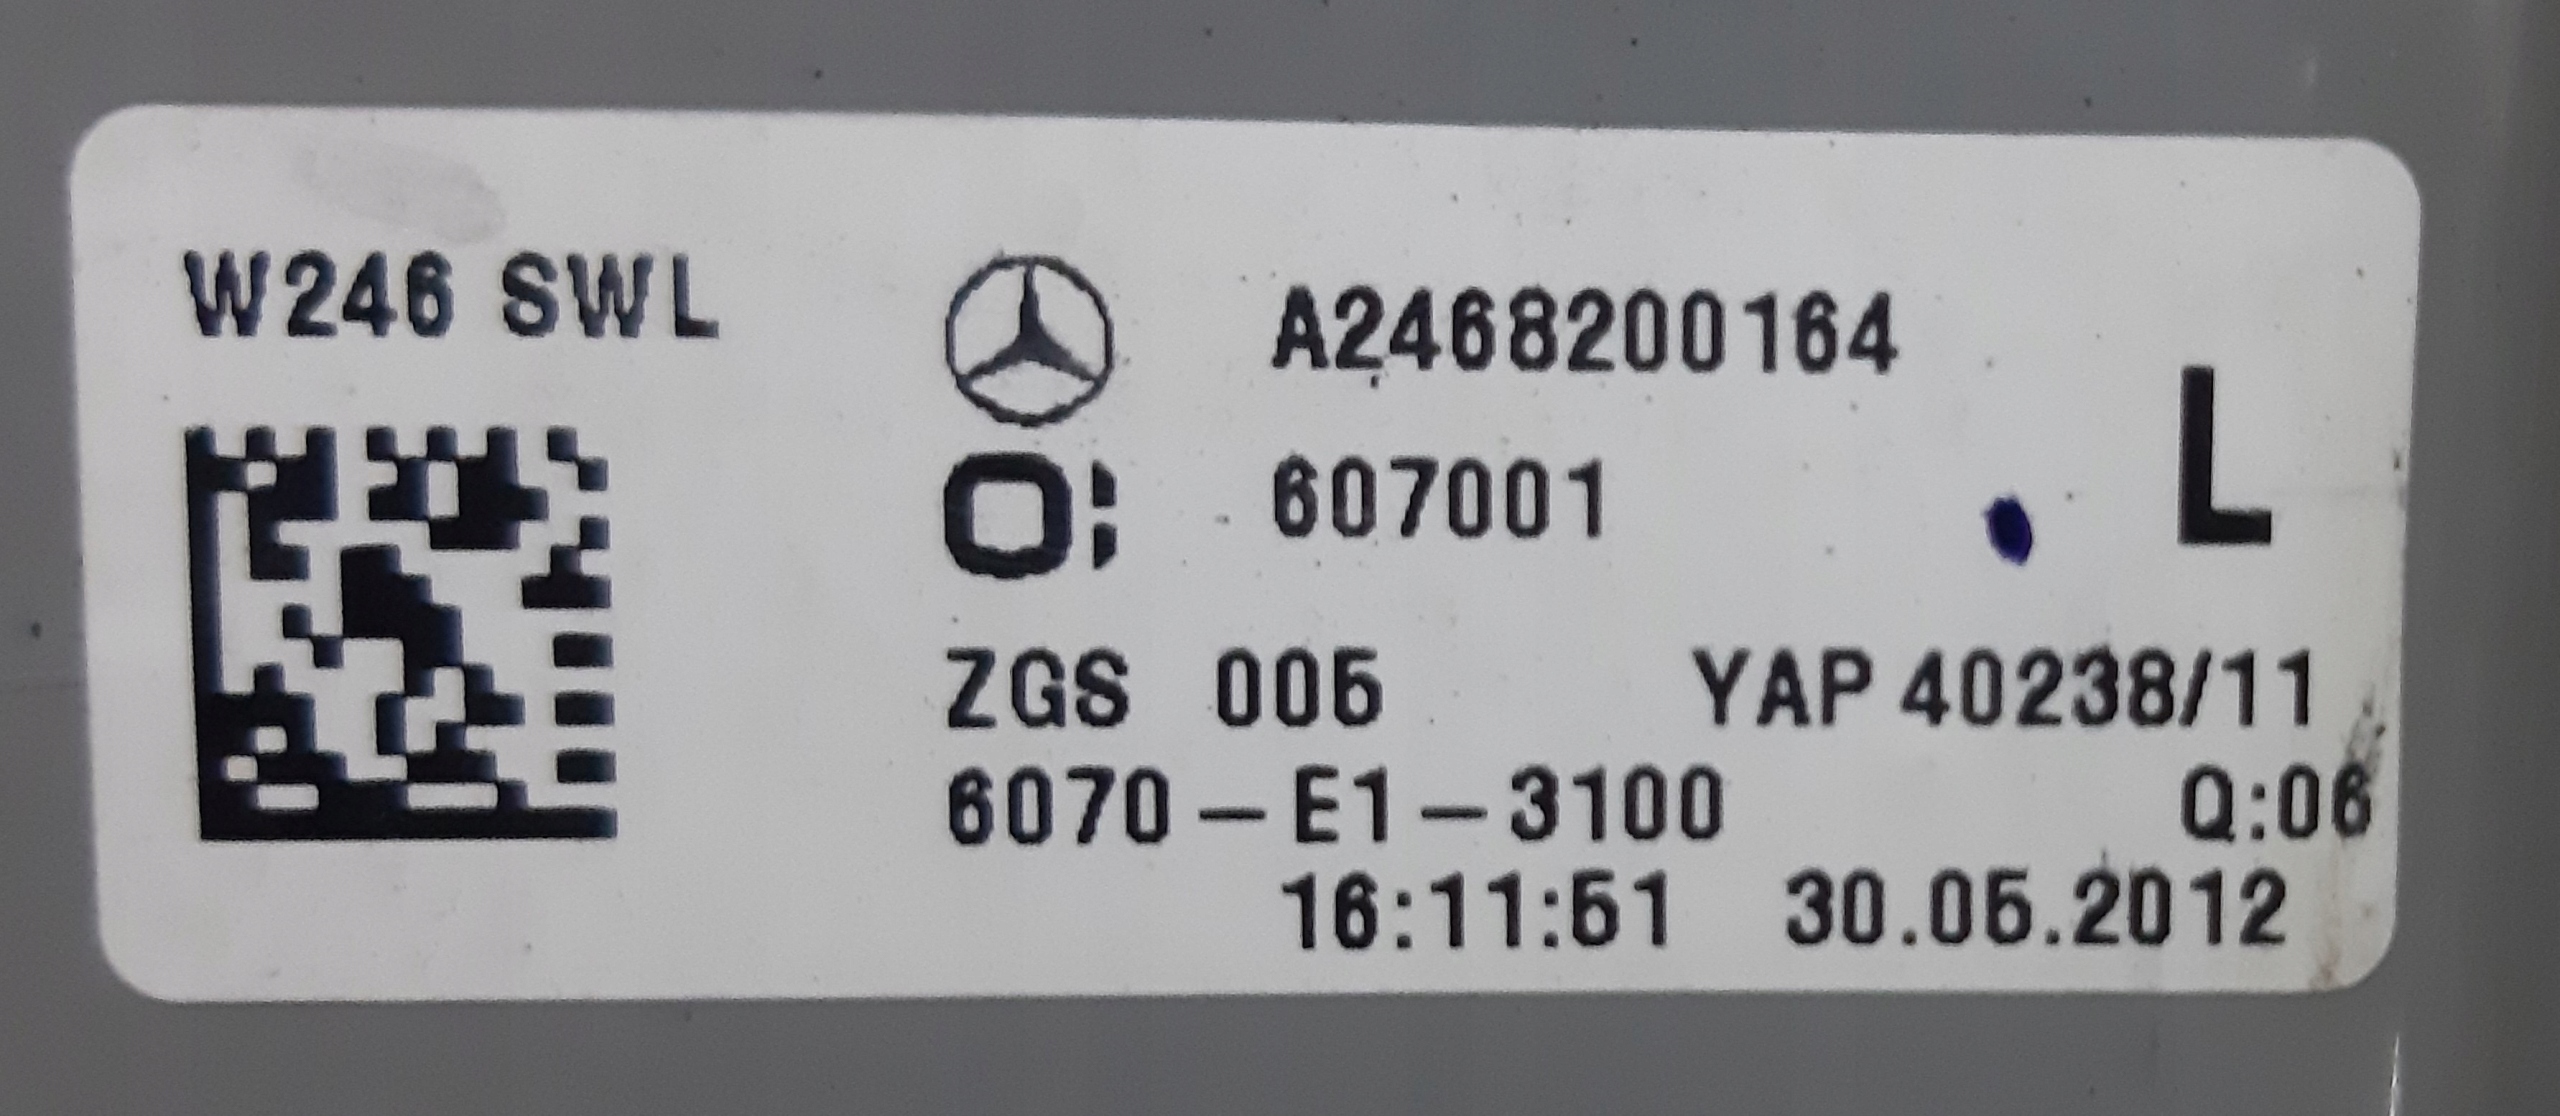 W246 SWL
A2468200164
607001
L
ZGS 005 YAP 40238/11
6070-E1-3100 Q:06
16:11:51 30.05.2012